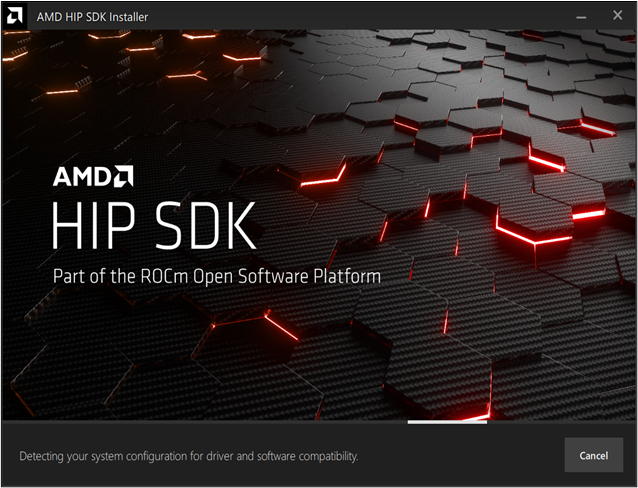 AMD HIP SDK Installer
AMD
HIP SDK
Part of the ROCm Open Software Platform
Detecting your system configuration for driver and software compatibility.
Cancel